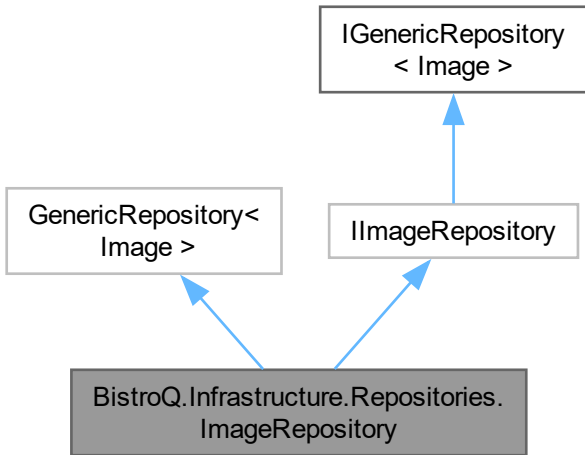 IGenericRepository
< Image >
GenericRepository<
Image >
IImageRepository
BistroQ.Infrastructure.Repositories.
ImageRepository